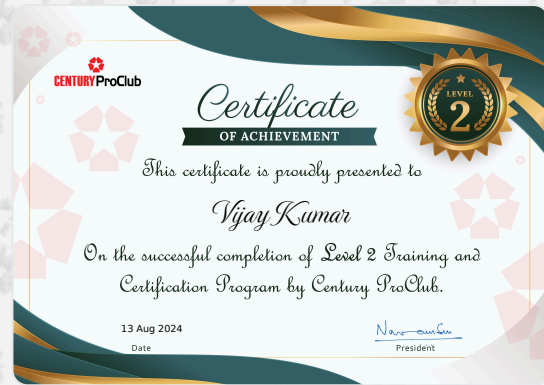 CENTURY ProClub
LEVEL
2
Certificate
OF ACHIEVEMENT
This certificate is proudly presented to
Vijay Kumar
On the successful completion of Level 2 Training and
Certification Program by Century ProClub.
13 Aug 2024
Date
President